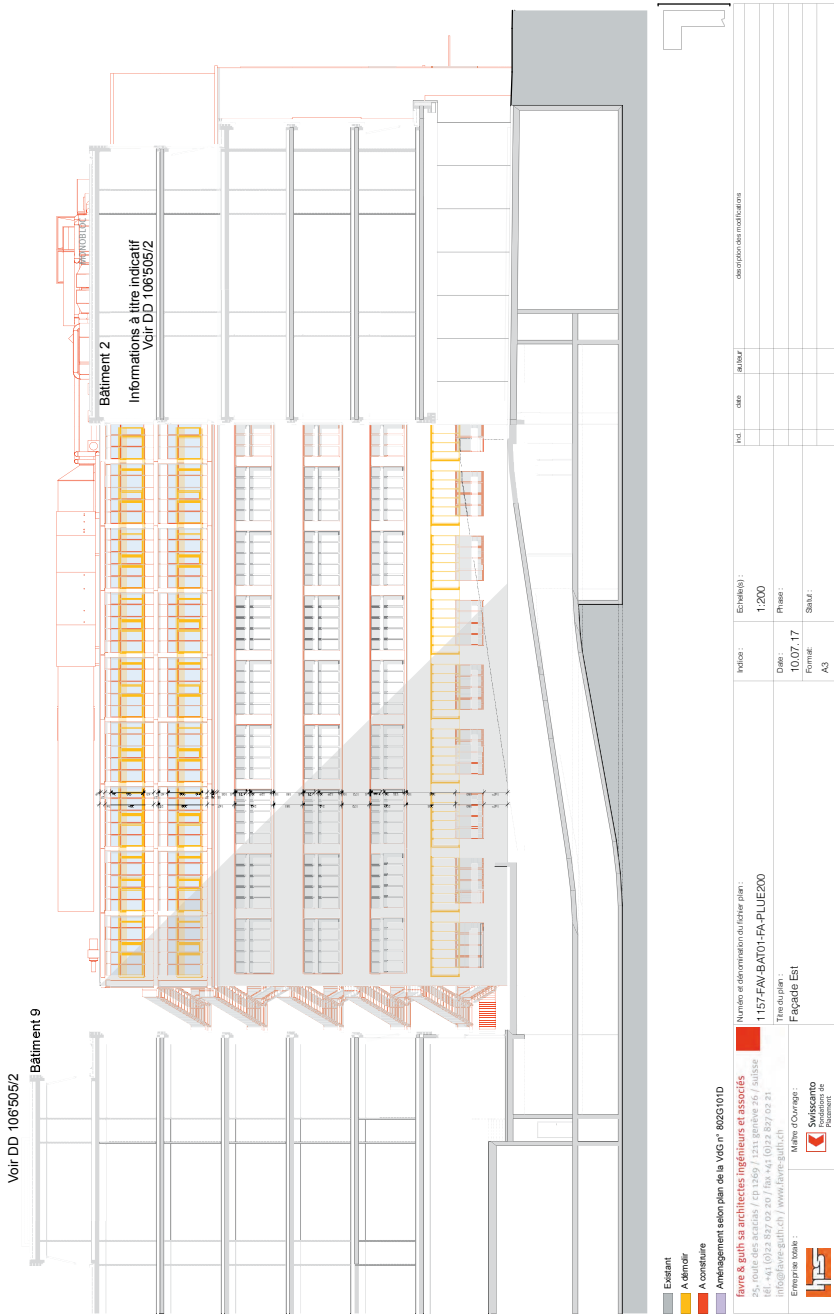 Voir DD 106'505/2
Bâtiment 9
Bâtiment 2
Informations à titre indicatif
Voir DD 106'505/2
MONOBLOC
Existant
A démolir
A construire
Aménagement selon plan de la VdG n° 802G101D
favre & guth sa architectes ingénieurs et associés
25, route des acacias / cp 1269 / 1211 genève 26 / suisse
tél. +41 (0)22 827 02 20 / fax +41 (0)22 827 02 21
info@favre-guth.ch / www.favre-guth.ch
Entreprise totale :
hrs
Maître d'Ouvrage :
Swisscanto
Fondations de
Placement
Numéro et dénomination du fichier plan :
1157-FAV-BAT01-FA-PLUE200
Titre du plan :
Façade Est
Indice :
Echelle(s) :
1:200
Date :
10.07.17
Phase :
Format:
A3
Statut :
ind.
date
auteur
description des modifications